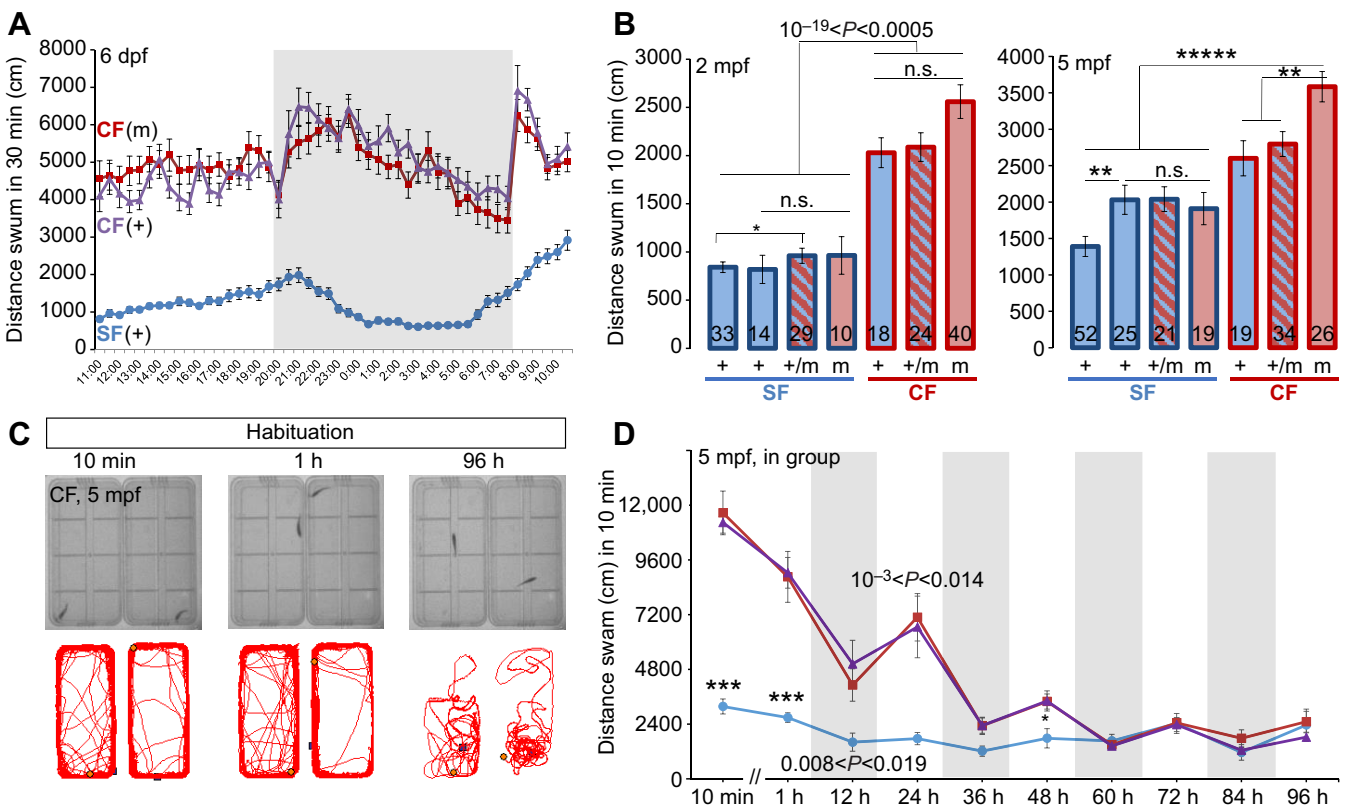 A
6 dpf
Distance swum in 30 min (cm)
8000
7000
6000
5000
4000
3000
2000
1000
0
CF(m)
CF(+)
SF(+)
11:00
12:00
13:00
14:00
15:00
16:00
17:00
18:00
19:00
20:00
21:00
22:00
23:00
0:00
1:00
2:00
3:00
4:00
5:00
6:00
7:00
8:00
9:00
10:00
B
Distance swum in 10 min (cm)
3000
2500
2000
1500
1000
500
0
2 mpf
10–19<P<0.0005
n.s.
n.s.
*
33 14 29 10 18 24 40
+ + +/m m + +/m m
SF CF
4000
3500
3000
2500
2000
1500
1000
500
0
5 mpf
*****
**
**
n.s.
52 25 21 19 19 34 26
+ + +/m m + +/m m
SF CF
C
Habituation
10 min 1 h 96 h
CF, 5 mpf
D
5 mpf, in group
Distance swam (cm) in 10 min
12,000
9600
7200
4800
2400
0
10–3<P<0.014
***
***
*
0.008<P<0.019
10 min // 1 h 12 h 24 h 36 h 48 h 60 h 72 h 84 h 96 h